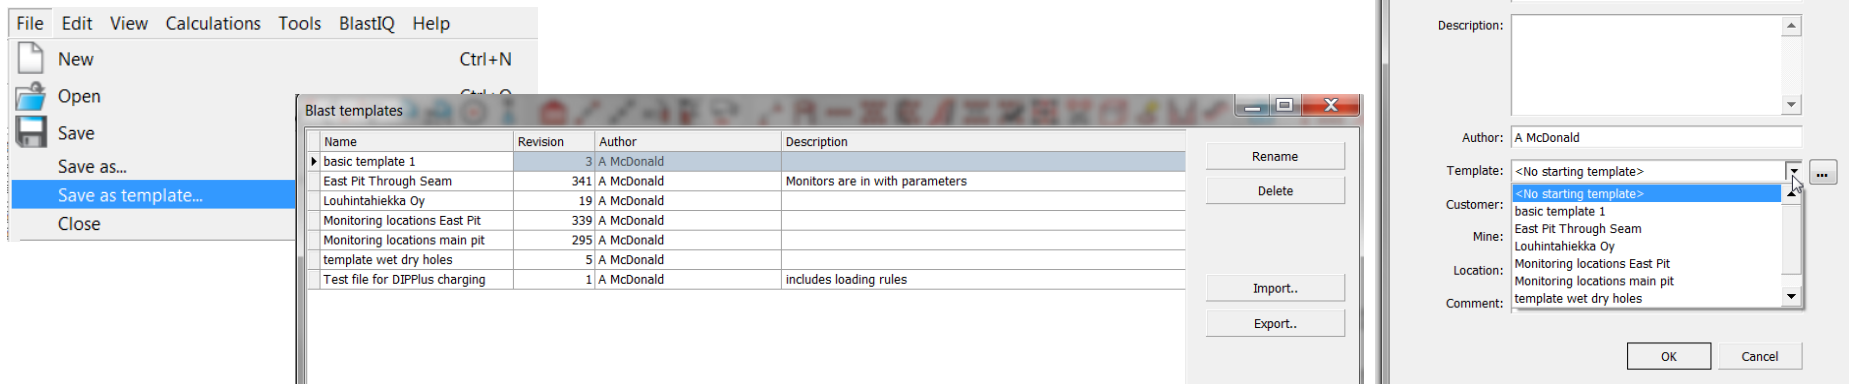 File Edit View Calculations Tools BlastIQ Help
New Ctrl+N
Open
Save
Save as...
Save as template...
Close
Blast templates
Name Revision Author Description
basic template 1 3 A McDonald
East Pit Through Seam 341 A McDonald Monitors are in with parameters
Louhintahiekka Oy 19 A McDonald
Monitoring locations East Pit 339 A McDonald
Monitoring locations main pit 295 A McDonald
template wet dry holes 5 A McDonald
Test file for DIPPlus charging 1 A McDonald includes loading rules
Rename
Delete
Import..
Export..
Description:
Author: A McDonald
Template: <No starting template> ...
<No starting template>
Customer: basic template 1
East Pit Through Seam
Mine: Louhintahiekka Oy
Monitoring locations East Pit
Location: Monitoring locations main pit
Comment: template wet dry holes
OK Cancel